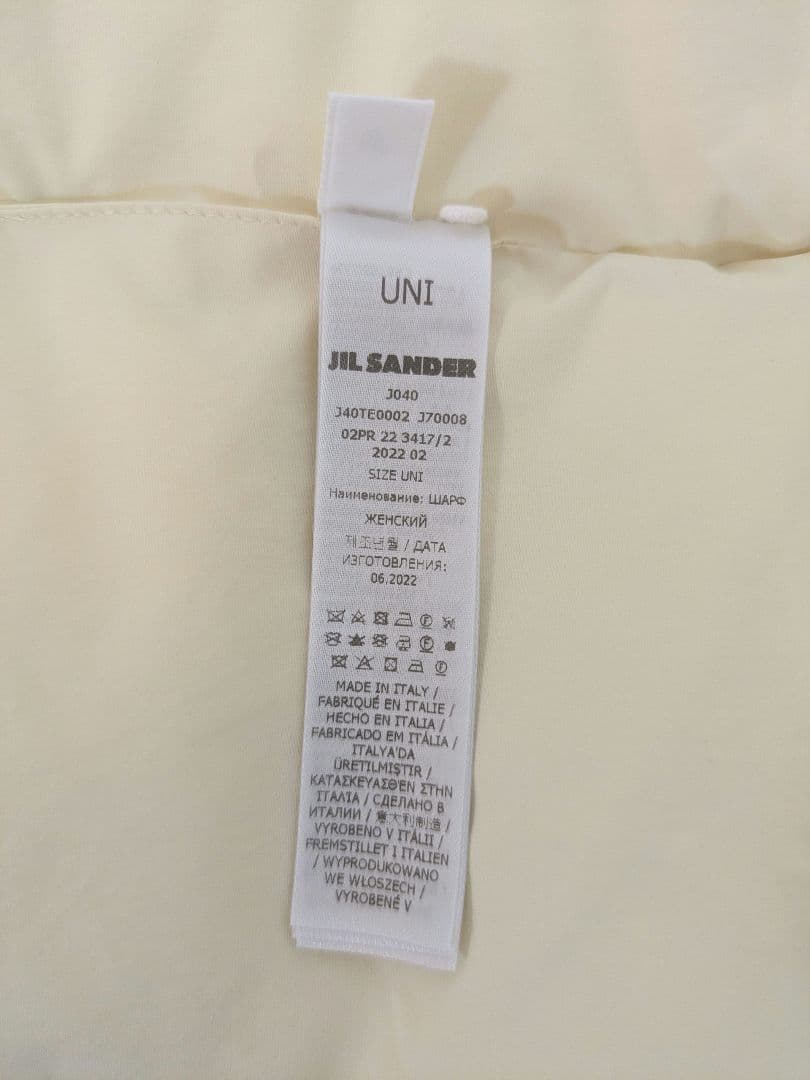 UNI
JIL SANDER
J040
J40TE0002 J70008
02PR 22 3417/2
2022 02
SIZE UNI
Наименование: ШАРФ
ЖЕНСКИЙ
제조년월 / ДАТА
ИЗГОТОВЛЕНИЯ:
06.2022
MADE IN ITALY /
FABRIQUÉ EN ITALIE /
HECHO EN ITALIA /
FABRICADO EM ITÁLIA /
ITALYA'DA
ÜRETILMIŞTIR /
ΚΑΤΑΣΚΕΥΑΣΘΈΝ ΣΤΗΝ
ΙΤΑΛΊΑ / СДЕЛАНО В
ИТАЛИИ / 意大利制造 /
VYROBENO V ITÁLII /
FREMSTILLET I ITALIEN
/ WYPRODUKOWANO
WE WŁOSZECH /
VYROBENÉ V